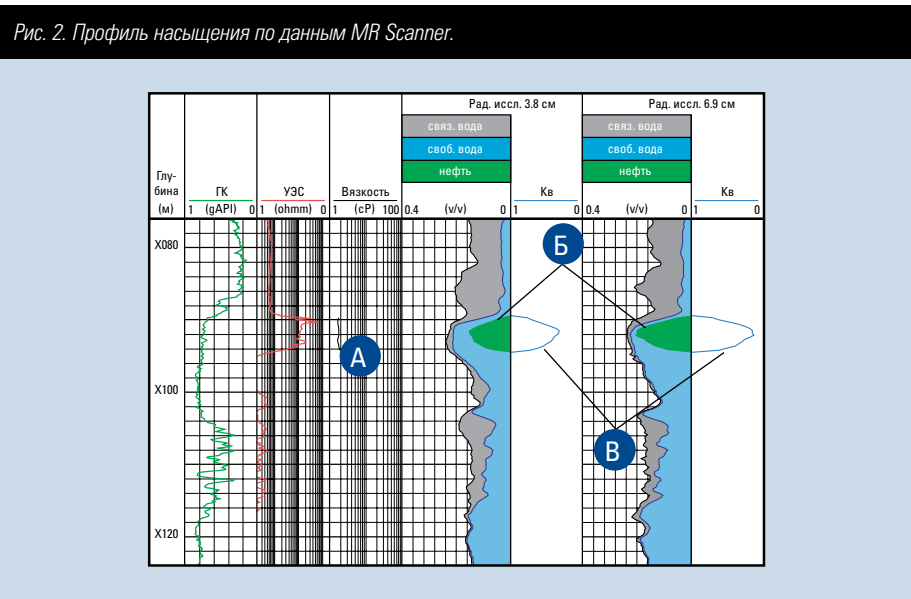 Рис. 2. Профиль насыщения по данным MR Scanner.
Рад. иссл. 3.8 см
Рад. иссл. 6.9 см
связ. вода
связ. вода
своб. вода
своб. вода
нефть
нефть
Глу-
бина
(м)
ГК
1 (gAPI) 0
УЭС
1 (ohmm) 0
Вязкость
1 (cP) 100
0.4 (v/v) 0
Кв
1 0
0.4 (v/v) 0
Кв
1 0
X080
Б
А
X100
В
X120